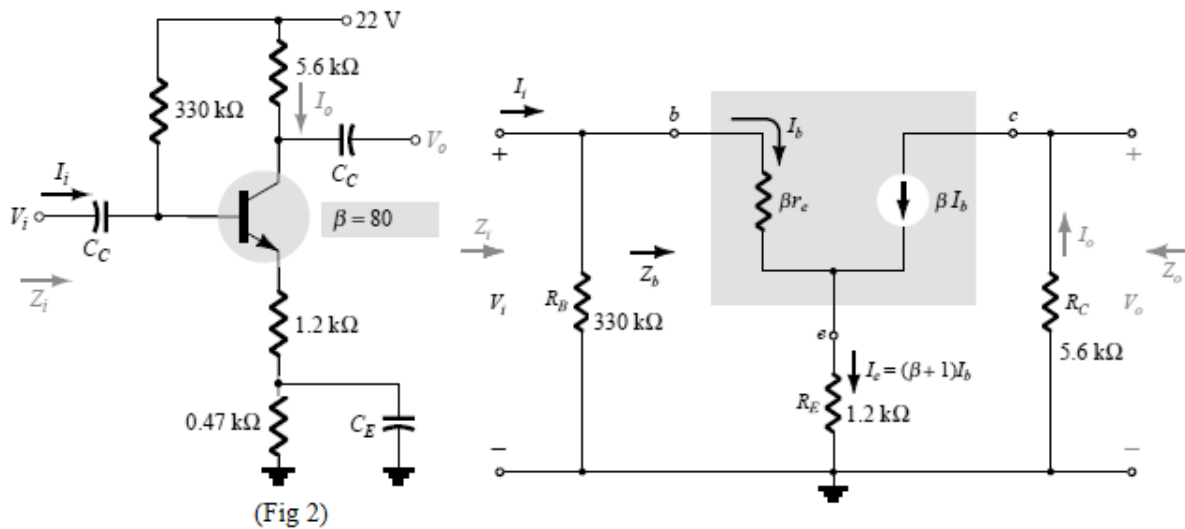 22 V
5.6 kΩ
330 kΩ
I_o
V_o
C_C
I_i
V_i
C_C
β = 80
Z_i
1.2 kΩ
0.47 kΩ
C_E
(Fig 2)
I_i
b
I_b
c
+
βr_e
β I_b
+
Z_i
Z_b
I_o
Z_o
V_i
R_B
330 kΩ
R_C
V_o
5.6 kΩ
e
I_e = (β + 1)I_b
R_E
1.2 kΩ
−
−